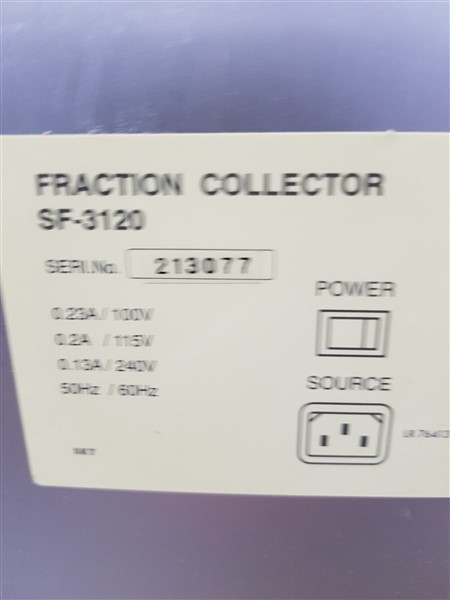 FRACTION COLLECTOR
SF-3120
SERI.No. 213077
POWER
0.23A / 100V
0.2A / 115V
0.13A / 240V
50Hz / 60Hz
SOURCE